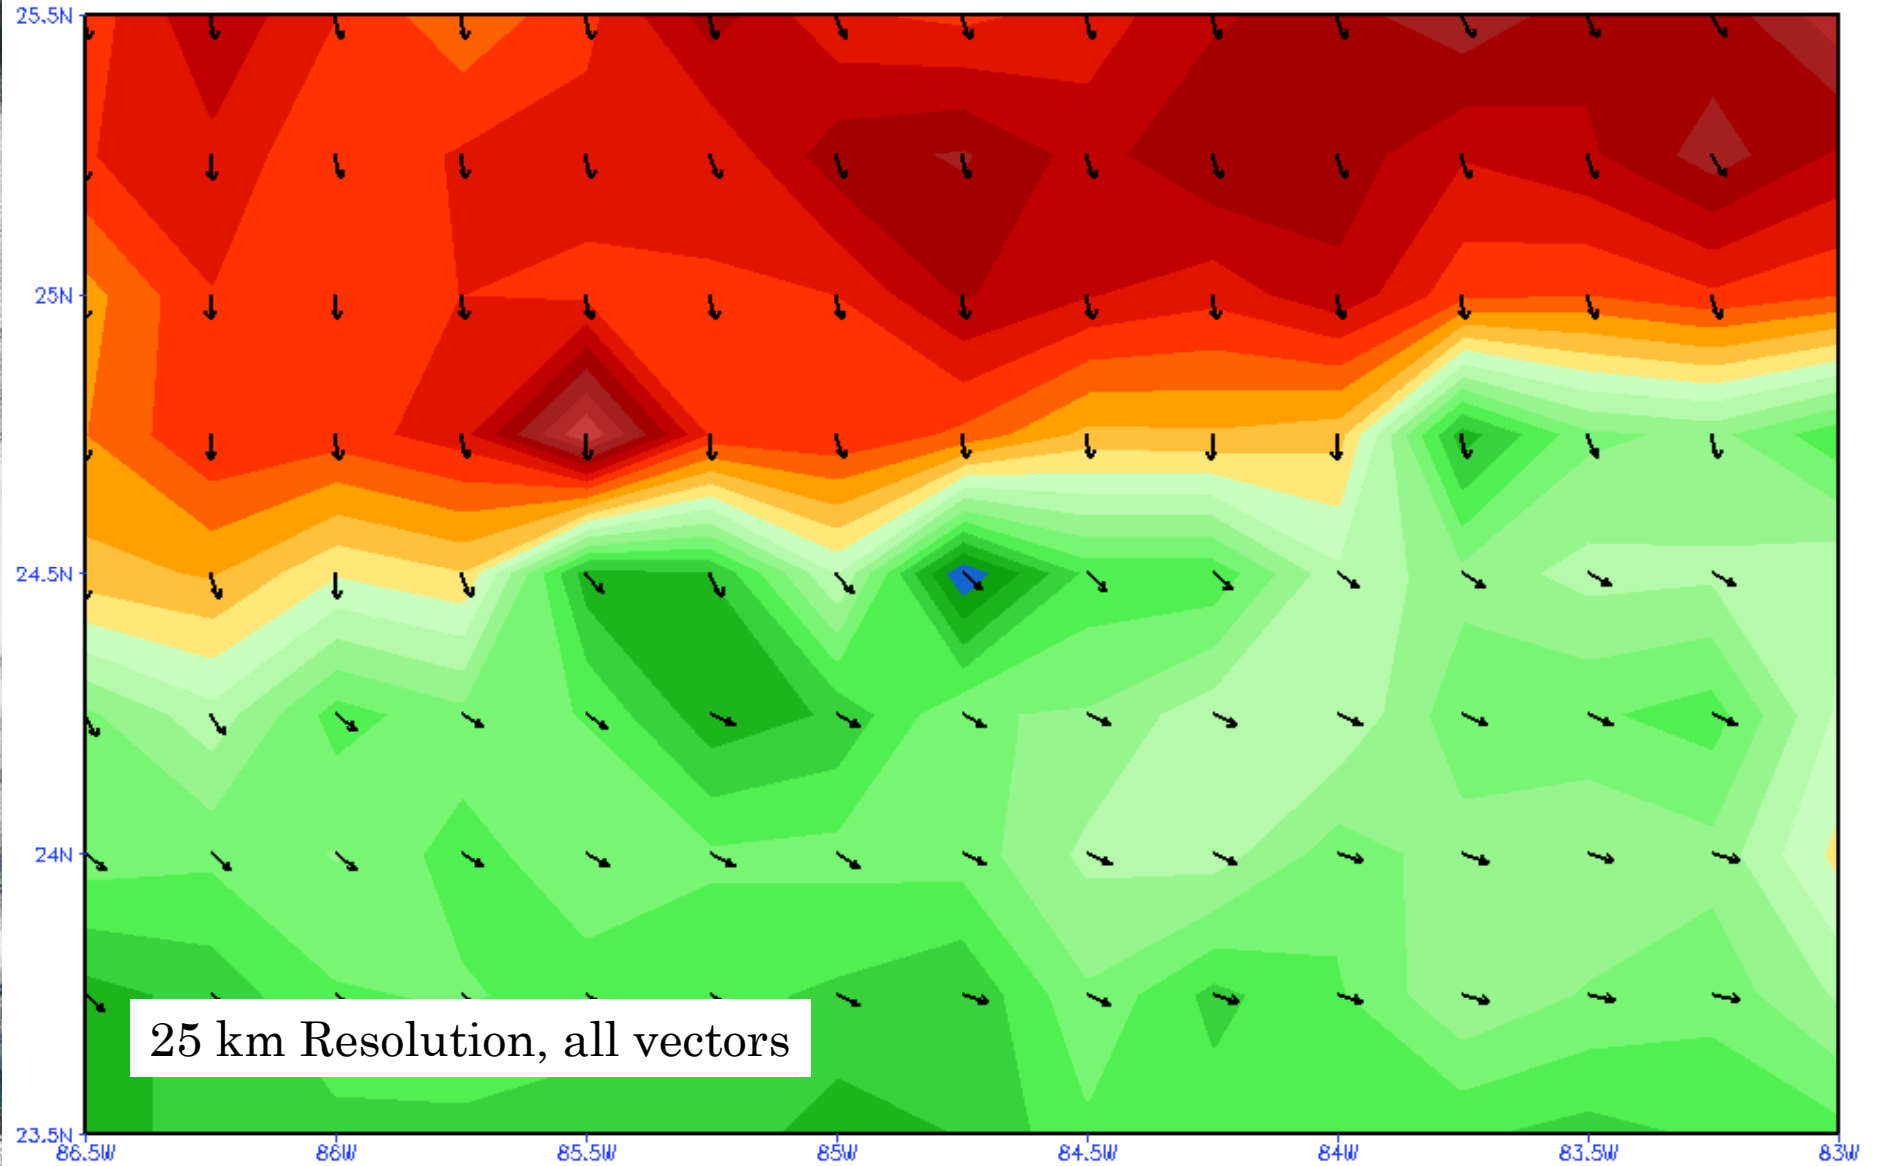 25.5N
25N
24.5N
24N
23.5N
25 km Resolution, all vectors
86.5W 86W 85.5W 85W 84.5W 84W 83.5W 83W